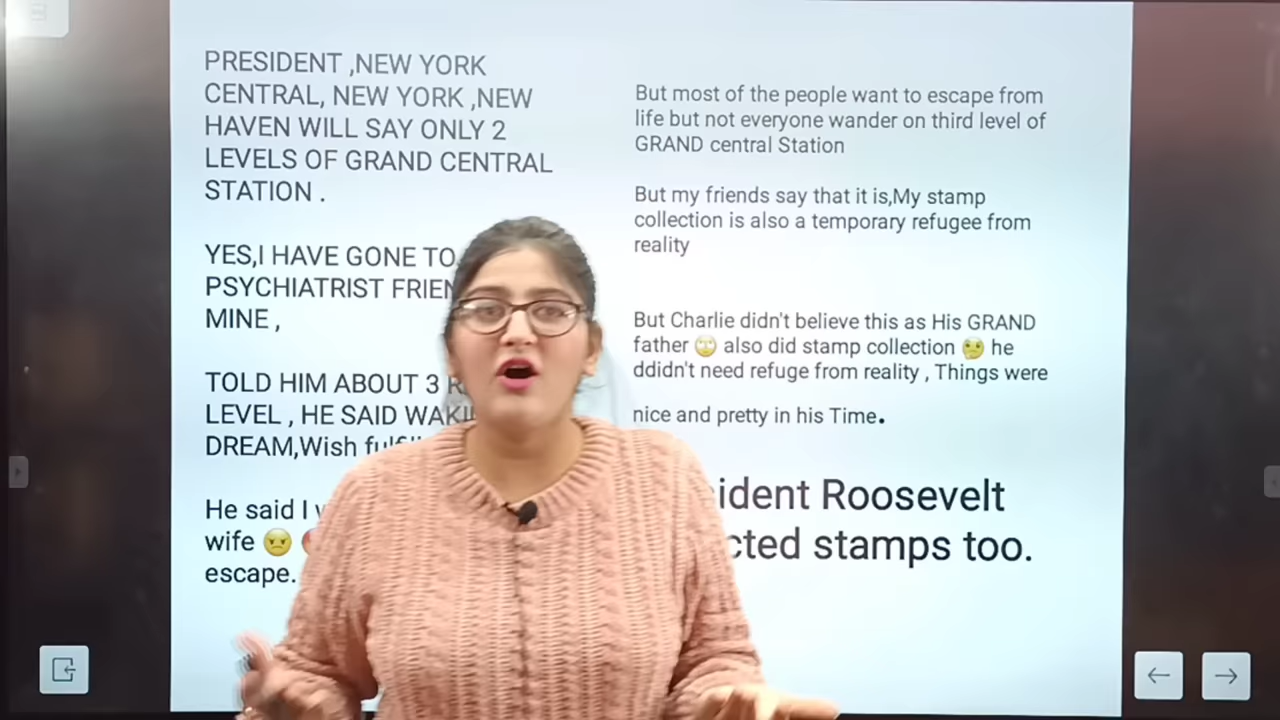 PRESIDENT ,NEW YORK
CENTRAL, NEW YORK ,NEW
HAVEN WILL SAY ONLY 2
LEVELS OF GRAND CENTRAL
STATION .
YES,I HAVE GONE TO
PSYCHIATRIST
MINE ,
TOLD HIM ABOUT 3
LEVEL , HE SAID
DREAM,Wish
He said I
wife 😠
escape.
But most of the people want to escape from
life but not everyone wander on third level of
GRAND central Station
But my friends say that it is,My stamp
collection is also a temporary refugee from
reality
But Charlie didn't believe this as His GRAND
father 🙄 also did stamp collection 🤔 he
ddidn't need refuge from reality , Things were
nice and pretty in his Time.
Roosevelt
stamps too.